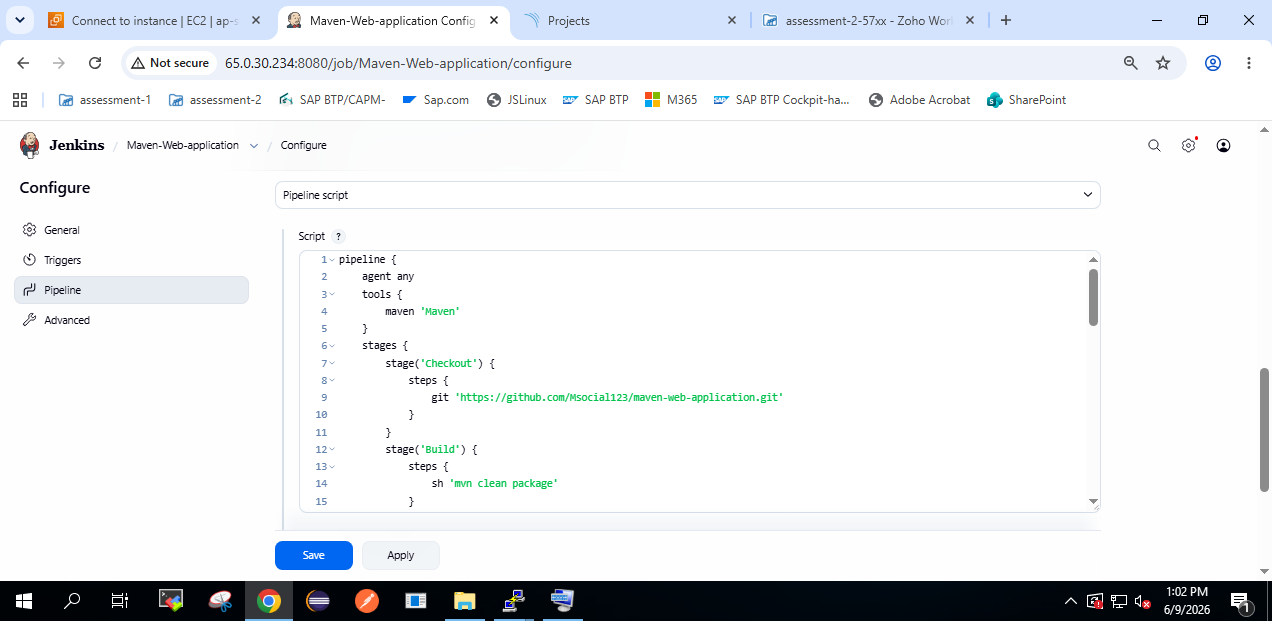 Connect to instance | EC2 | ap-s
Maven-Web-application Config
Projects
assessment-2-57xx - Zoho Wor
Not secure
65.0.30.234:8080/job/Maven-Web-application/configure
assessment-1
assessment-2
SAP BTP/CAPM-
Sap.com
JSLinux
SAP BTP
M365
SAP BTP Cockpit-ha...
Adobe Acrobat
SharePoint
Jenkins / Maven-Web-application / Configure
Configure
General
Triggers
Pipeline
Advanced
Pipeline script
Script ?
1 pipeline {
2     agent any
3     tools {
4         maven 'Maven'
5     }
6     stages {
7         stage('Checkout') {
8             steps {
9                 git 'https://github.com/Msocial123/maven-web-application.git'
10             }
11         }
12         stage('Build') {
13             steps {
14                 sh 'mvn clean package'
15             }
Save
Apply
1:02 PM
6/9/2026
1